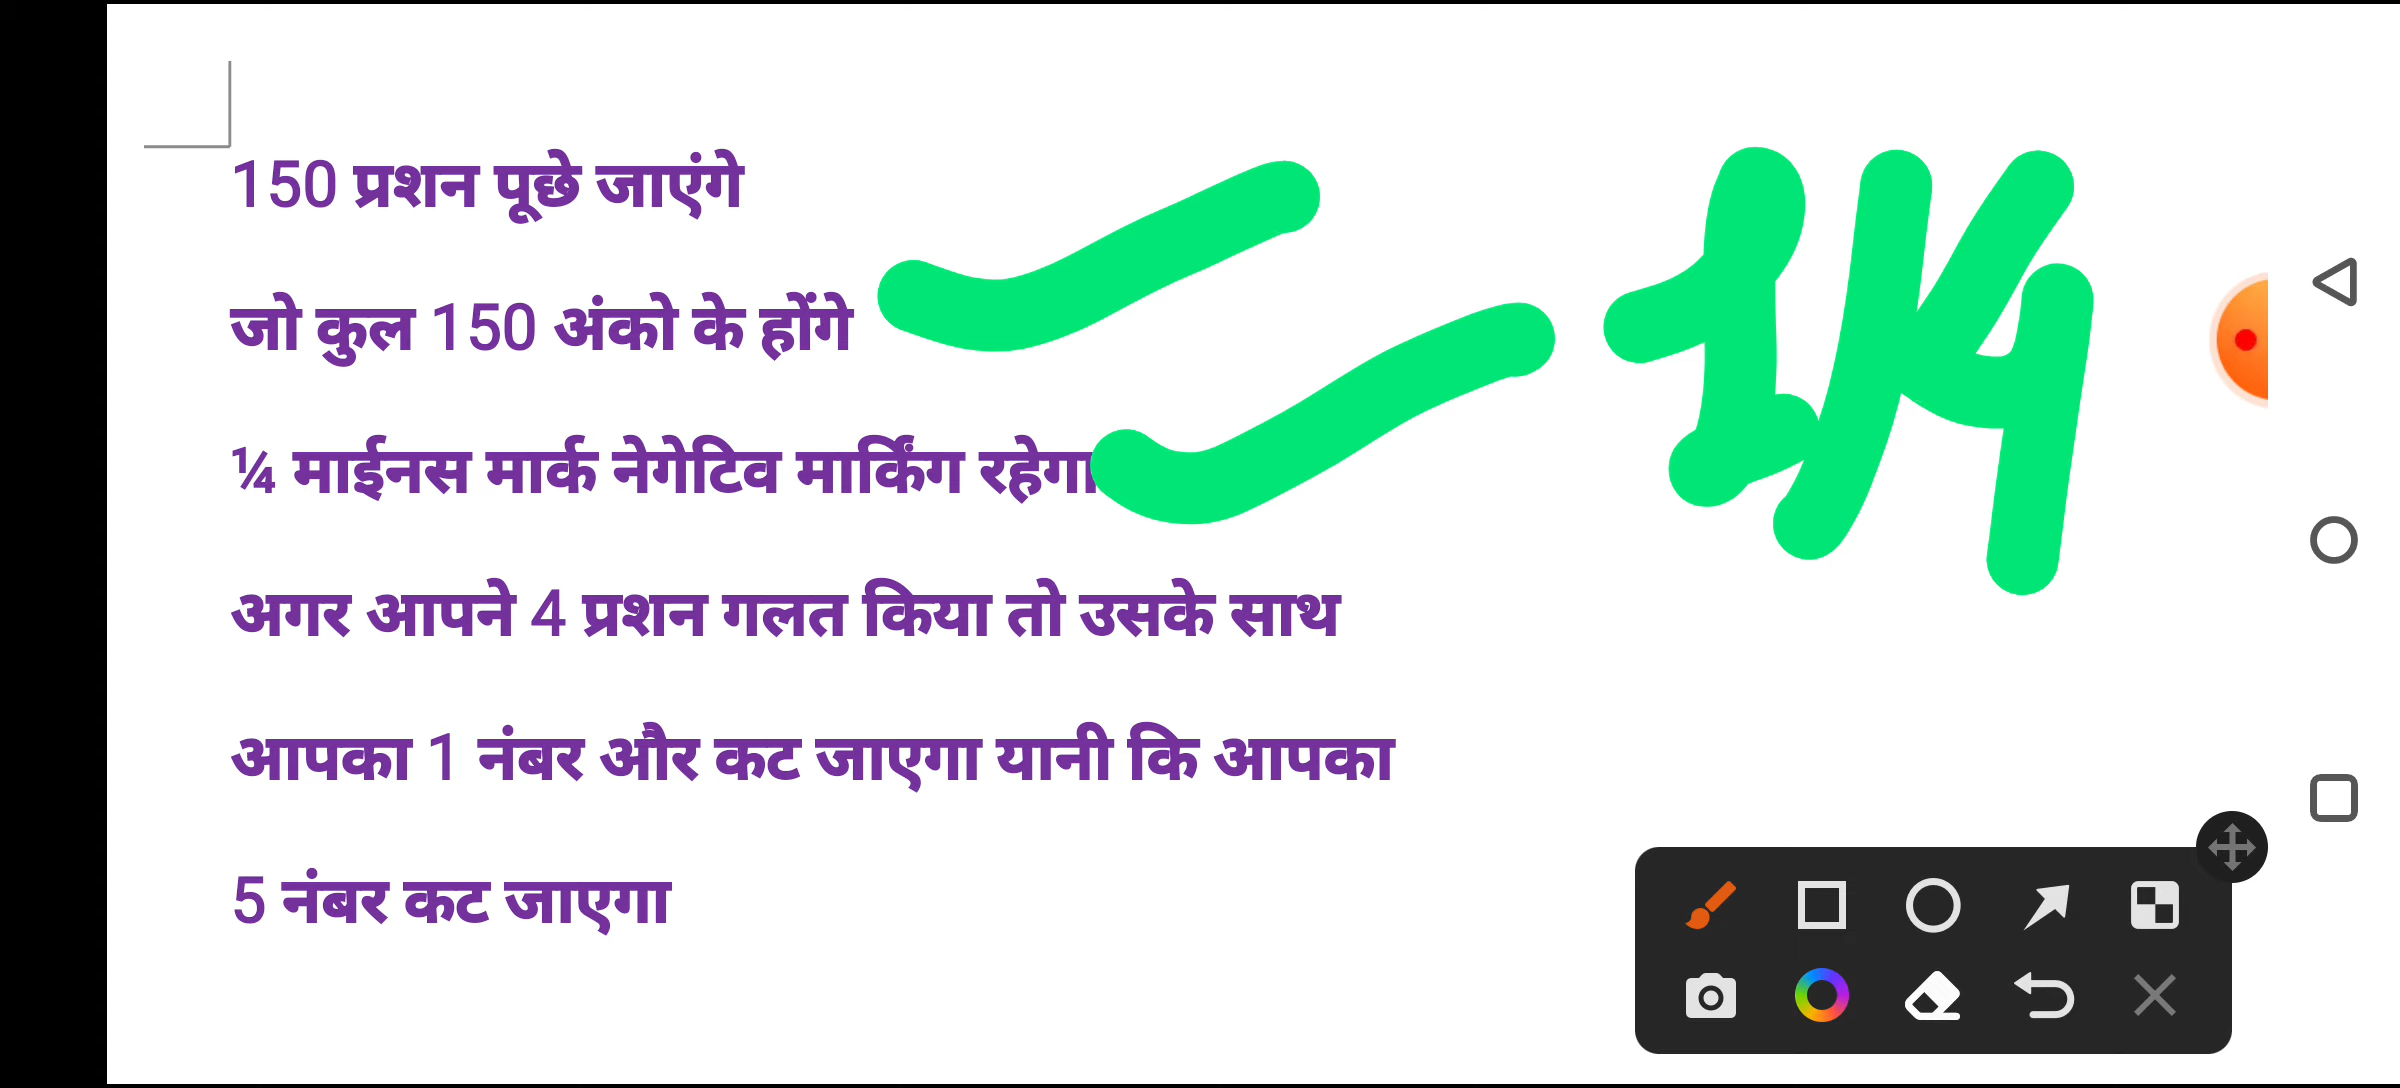 150 प्रशन पूछे जाएंगे
जो कुल 150 अंको के होंगे
¼ माईनस मार्क नेगेटिव मार्किंग रहेगा
1/4
अगर आपने 4 प्रशन गलत किया तो उसके साथ
आपका 1 नंबर और कट जाएगा यानी कि आपका
5 नंबर कट जाएगा